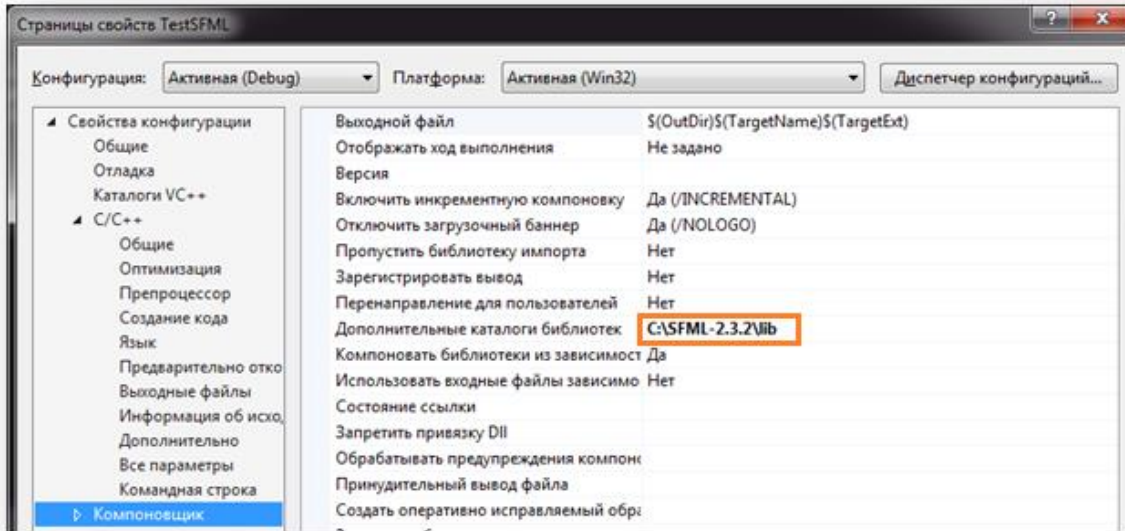 Страницы свойств TestSFML
Конфигурация: Активная (Debug) Платформа: Активная (Win32) Диспетчер конфигураций...
Свойства конфигурации
Общие
Отладка
Каталоги VC++
C/C++
Общие
Оптимизация
Препроцессор
Создание кода
Язык
Предварительно отко
Выходные файлы
Информация об исхо,
Дополнительно
Все параметры
Командная строка
Компоновщик
Выходной файл $(OutDir)$(TargetName)$(TargetExt)
Отображать ход выполнения Не задано
Версия
Включить инкрементную компоновку Да (/INCREMENTAL)
Отключить загрузочный баннер Да (/NOLOGO)
Пропустить библиотеку импорта Нет
Зарегистрировать вывод Нет
Перенаправление для пользователей Нет
Дополнительные каталоги библиотек C:\SFML-2.3.2\lib
Компоновать библиотеки из зависимост Да
Использовать входные файлы зависимо Нет
Состояние ссылки
Запретить привязку Dll
Обрабатывать предупреждения компоно
Принудительный вывод файла
Создать оперативно исправляемый обра